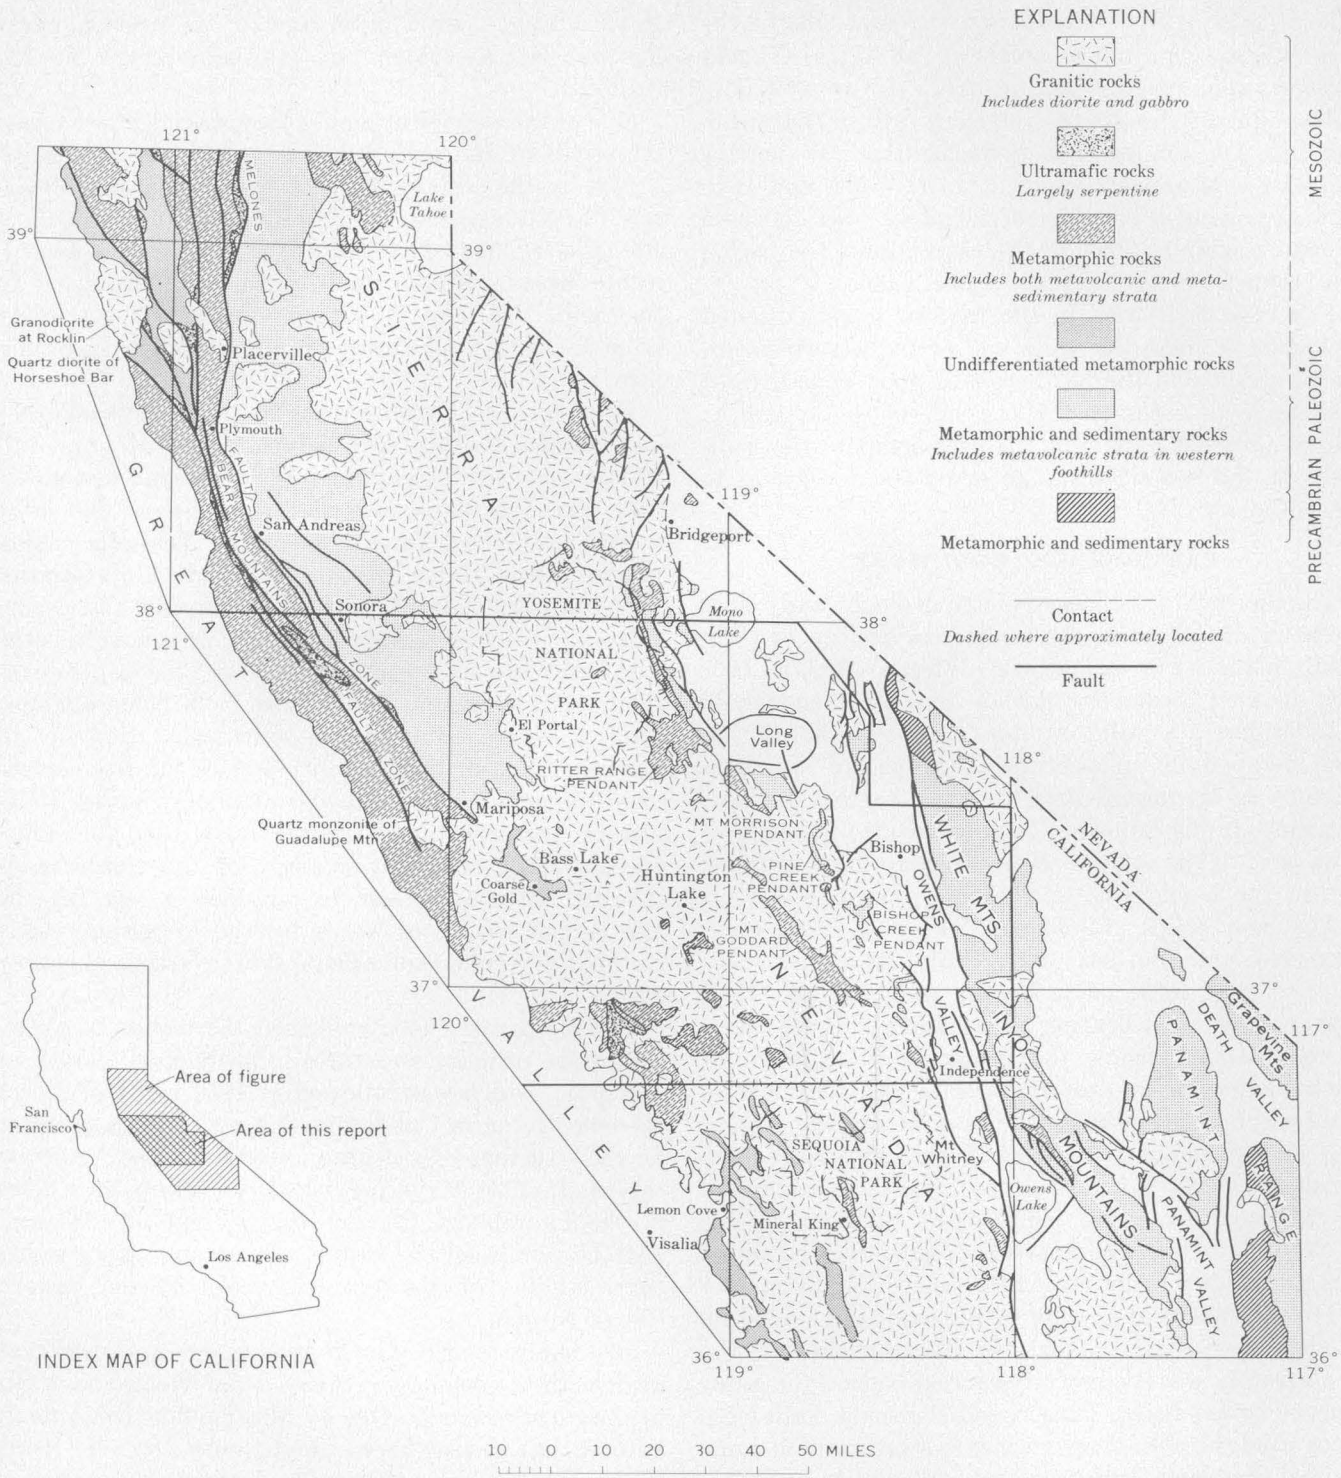 EXPLANATION
Granitic rocks
Includes diorite and gabbro
Ultramafic rocks
Largely serpentine
Metamorphic rocks
Includes both metavolcanic and meta-
sedimentary strata
Undifferentiated metamorphic rocks
Metamorphic and sedimentary rocks
Includes metavolcanic strata in western
foothills
Metamorphic and sedimentary rocks
Contact
Dashed where approximately located
Fault
MESOZOIC
PALEOZOIC
PRECAMBRIAN
121°
120°
39°
39°
Lake
Tahoe
MELONES
FAULT
ZONE
Granodiorite
at Rocklin
Quartz diorite of
Horseshoe Bar
Placerville
Plymouth
BEAR MOUNTAINS
FAULT
ZONE
San Andreas
Sonora
SIERRA
NEVADA
GREAT
VALLEY
119°
Bridgeport
38°
38°
121°
YOSEMITE
NATIONAL
PARK
Mono
Lake
El Portal
Long
Valley
RITTER RANGE
PENDANT
118°
Mariposa
MT MORRISON
PENDANT
Quartz monzonite of
Guadalupe Mtn
NEVADA
CALIFORNIA
Bass Lake
Coarse
Gold
Huntington
Lake
PINE
CREEK
PENDANT
Bishop
WHITE
MTS
OWENS
VALLEY
BISHOP
CREEK
PENDANT
MT
GODDARD
PENDANT
37°
37°
120°
117°
INYO
MOUNTAINS
Independence
DEATH
VALLEY
Grapevine
Mts
PANAMINT
RANGE
SEQUOIA
NATIONAL
PARK
Mt
Whitney
Owens
Lake
PANAMINT
VALLEY
Lemon Cove
Mineral King
Visalia
36°
36°
119°
118°
117°
Area of figure
San
Francisco
Area of this report
Los Angeles
INDEX MAP OF CALIFORNIA
10 0 10 20 30 40 50 MILES